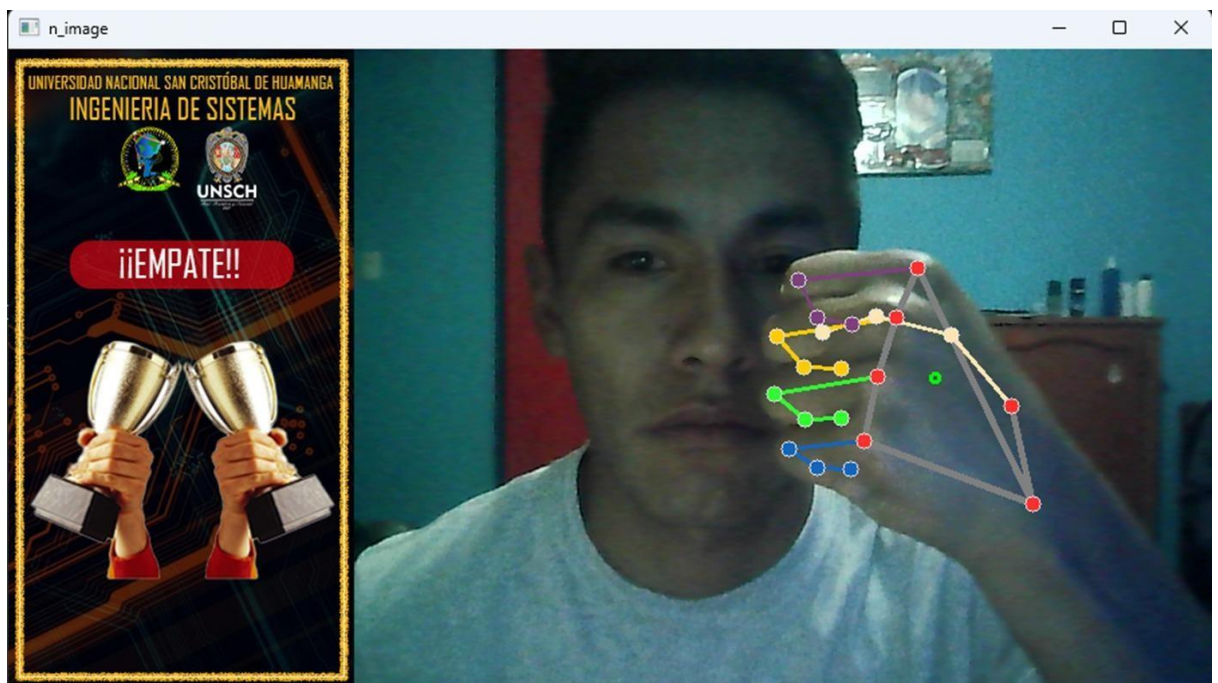 n_image
UNIVERSIDAD NACIONAL SAN CRISTÓBAL DE HUAMANGA
INGENIERIA DE SISTEMAS
UNSCH
¡¡EMPATE!!